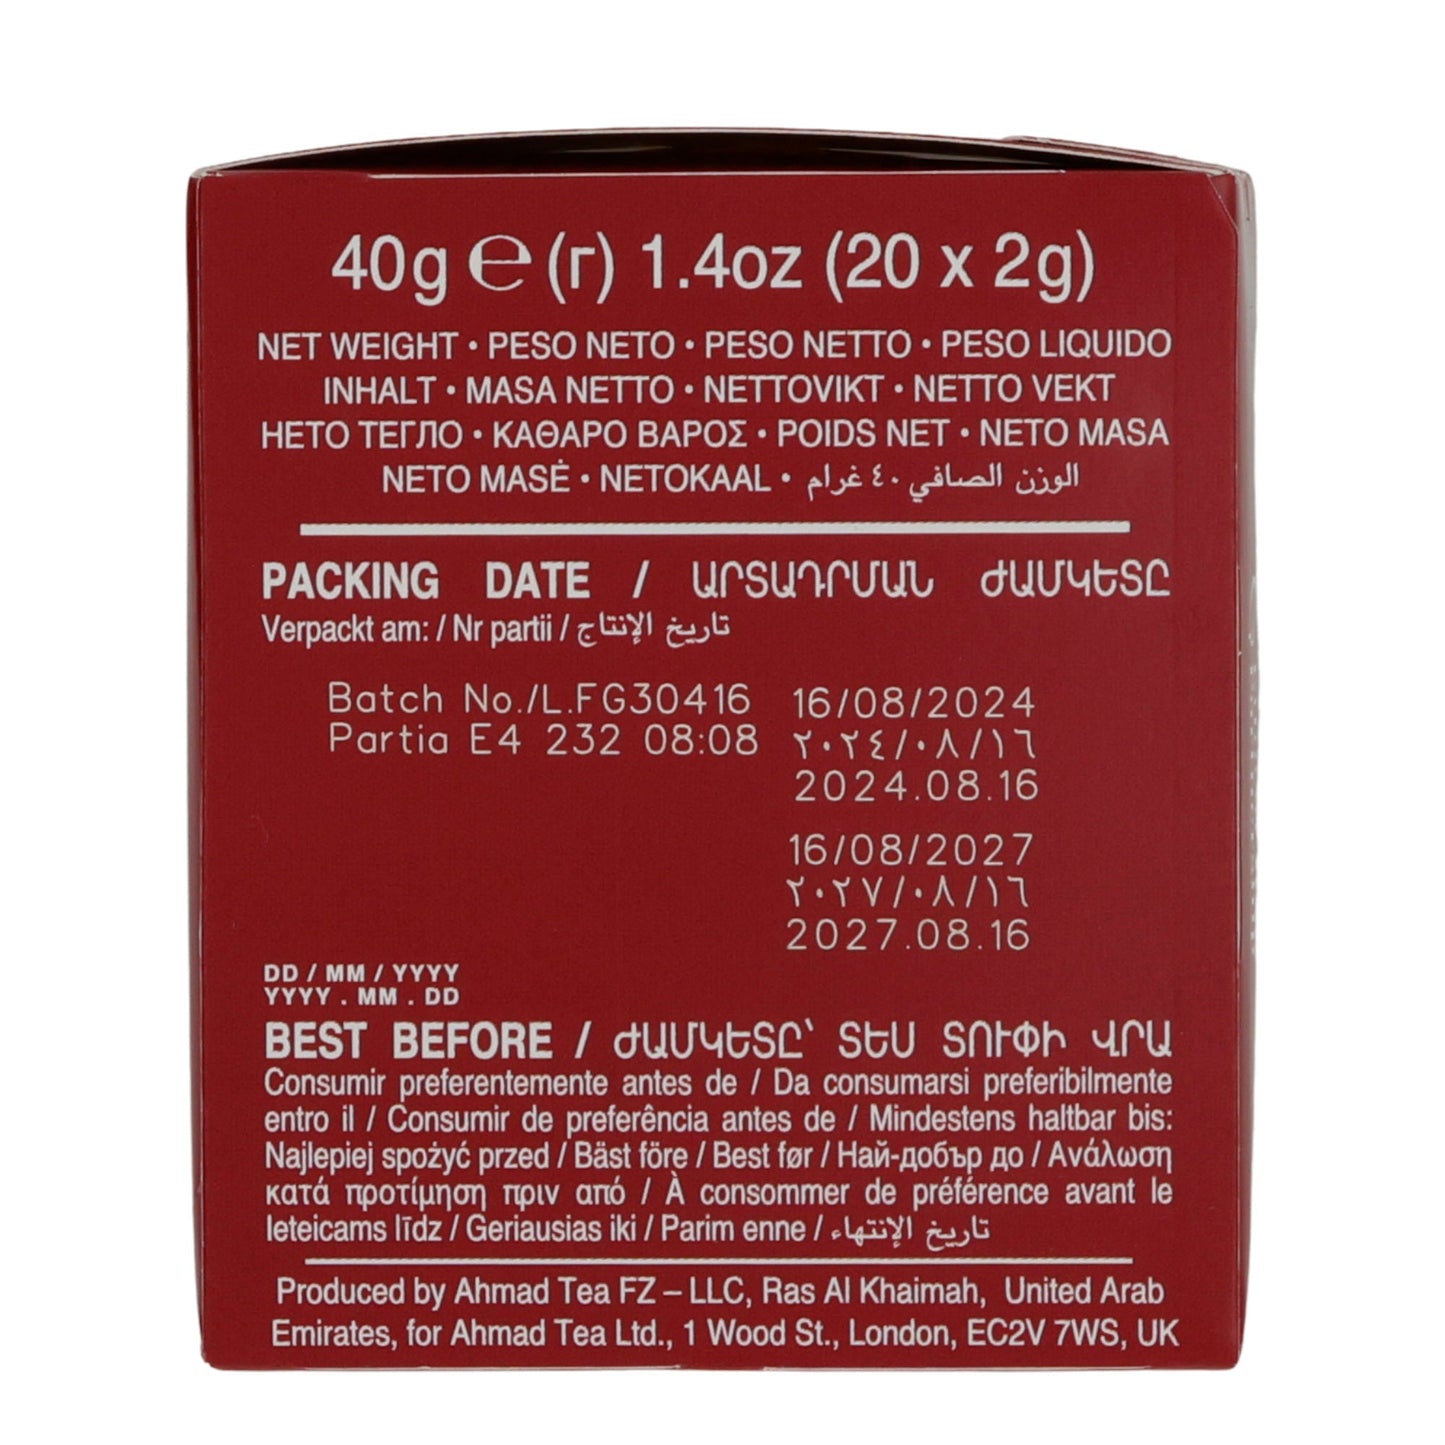 40g ℮ (г) 1.4oz (20 x 2g)
NET WEIGHT • PESO NETO • PESO NETTO • PESO LIQUIDO
INHALT • MASA NETTO • NETTOVIKT • NETTO VEKT
НЕТО ТЕГЛО • ΚΑΘΑΡΟ ΒΑΡΟΣ • POIDS NET • NETO MASA
NETO MASĖ • NETOKAAL • الوزن الصافي ٤٠ غرام
PACKING DATE / ԱՐՏԱԴՐՄԱՆ ԺԱՄԿԵՏԸ
Verpackt am: / Nr partii / تاريخ الإنتاج
Batch No./L.FG30416 16/08/2024
Partia E4 232 08:08 ٢٠٢٤/٠٨/١٦
2024.08.16
16/08/2027
٢٠٢٧/٠٨/١٦
2027.08.16
DD / MM / YYYY
YYYY . MM . DD
BEST BEFORE / ԺԱՄԿԵՏԸ՝ ՏԵՍ ՏՈՒՓԻ ՎՐԱ
Consumir preferentemente antes de / Da consumarsi preferibilmente
entro il / Consumir de preferência antes de / Mindestens haltbar bis:
Najlepiej spożyć przed / Bäst före / Best før / Най-добър до / Ανάλωση
κατά προτίμηση πριν από / À consommer de préférence avant le
Ieteicams līdz / Geriausias iki / Parim enne / تاريخ الإنتهاء
Produced by Ahmad Tea FZ – LLC, Ras Al Khaimah, United Arab
Emirates, for Ahmad Tea Ltd., 1 Wood St., London, EC2V 7WS, UK